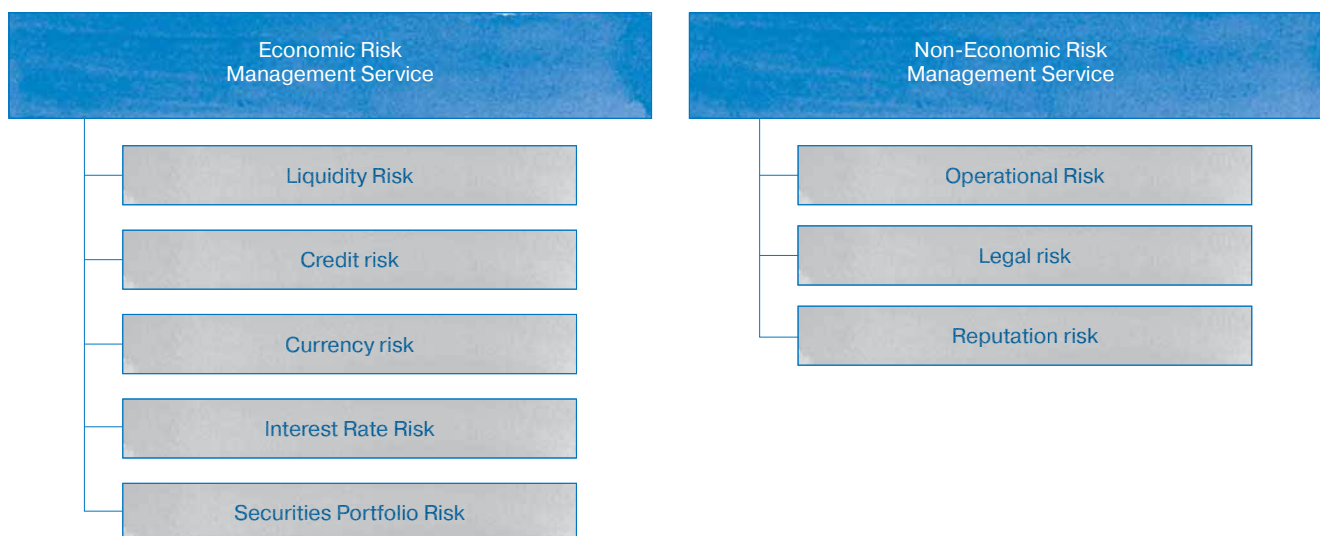 Economic Risk
Management Service
Liquidity Risk
Credit risk
Currency risk
Interest Rate Risk
Securities Portfolio Risk
Non-Economic Risk
Management Service
Operational Risk
Legal risk
Reputation risk